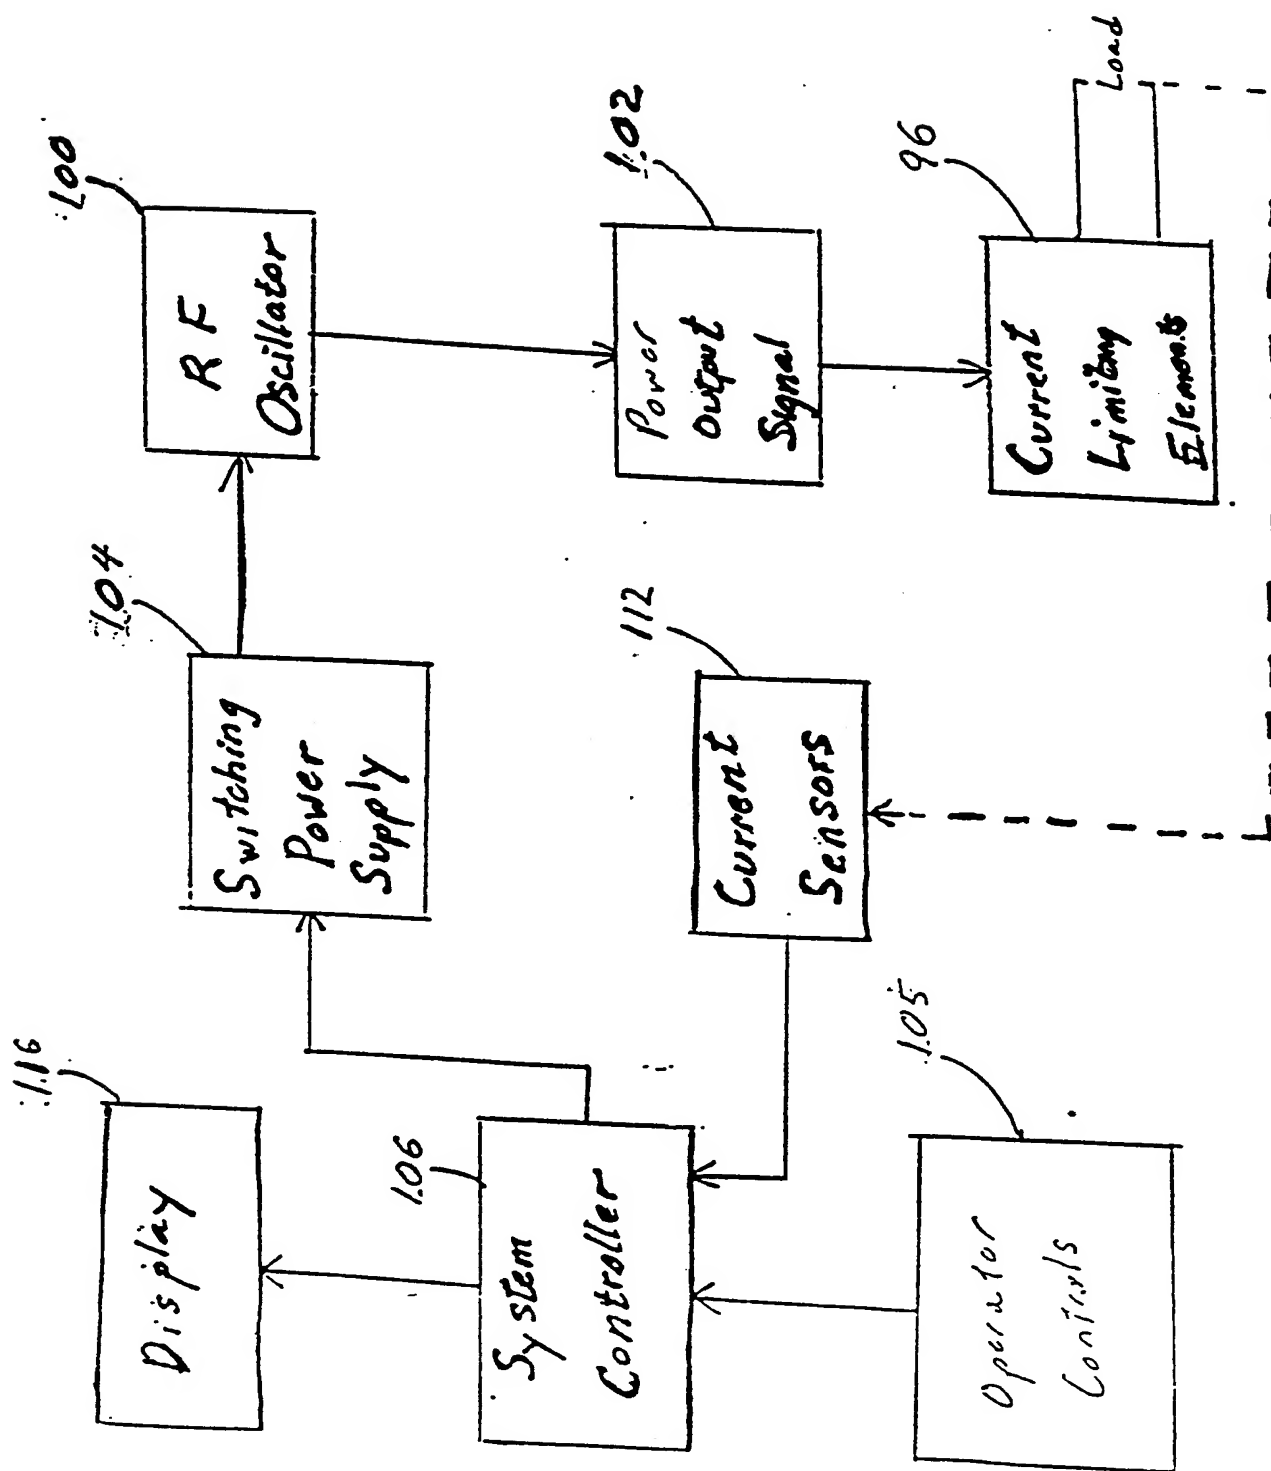 116
Display
106
System
Controller
105
Operator
Controls
104
Switching
Power
Supply
112
Current
Sensors
100
RF
Oscillator
102
Power
Output
Signal
96
Current
Limiting
Elements
Load